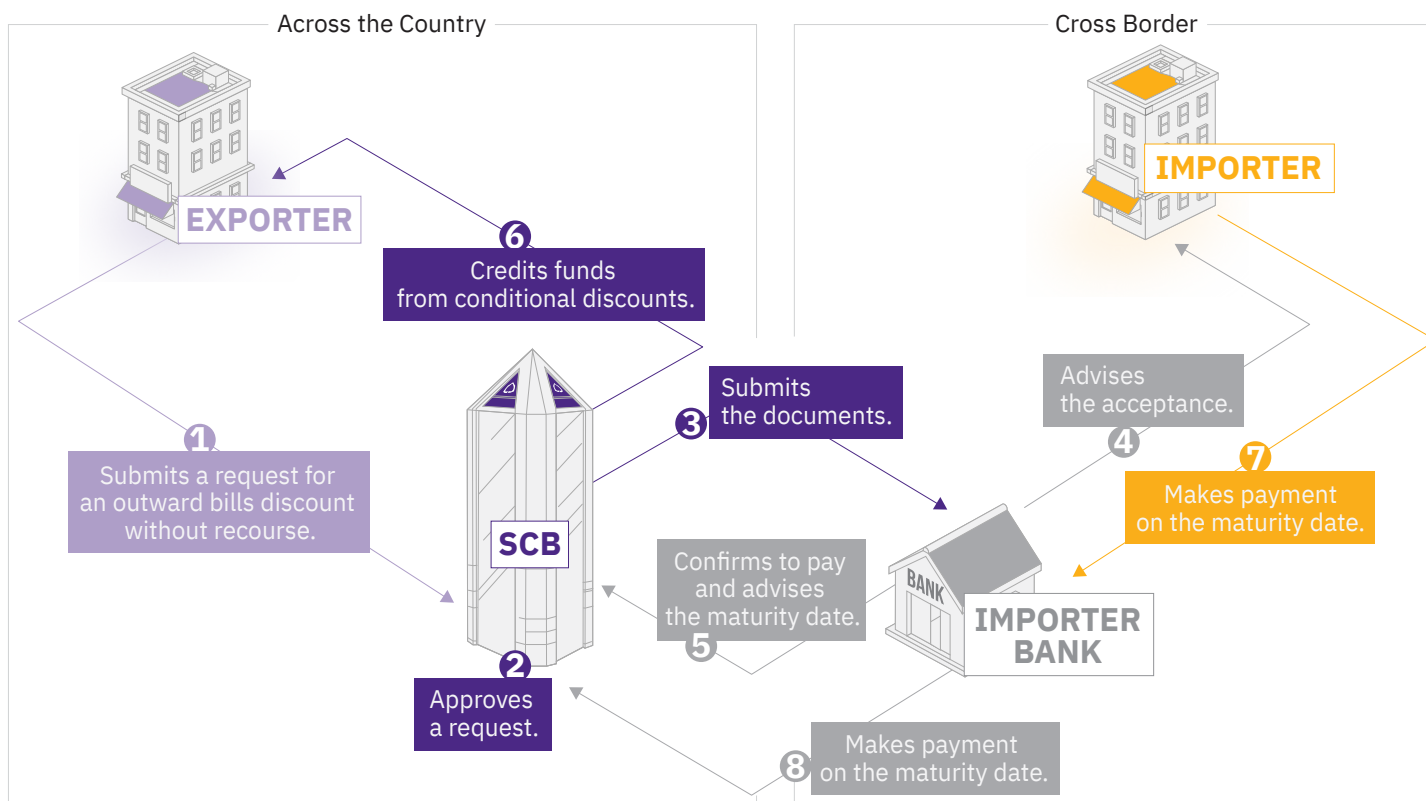 Across the Country
Cross Border
EXPORTER
IMPORTER
6
Credits funds
from conditional discounts.
3
Submits
the documents.
Advises
the acceptance.
4
1
Submits a request for
an outward bills discount
without recourse.
7
Makes payment
on the maturity date.
SCB
Confirms to pay
and advises
the maturity date.
5
BANK
IMPORTER
BANK
2
Approves
a request.
8
Makes payment
on the maturity date.